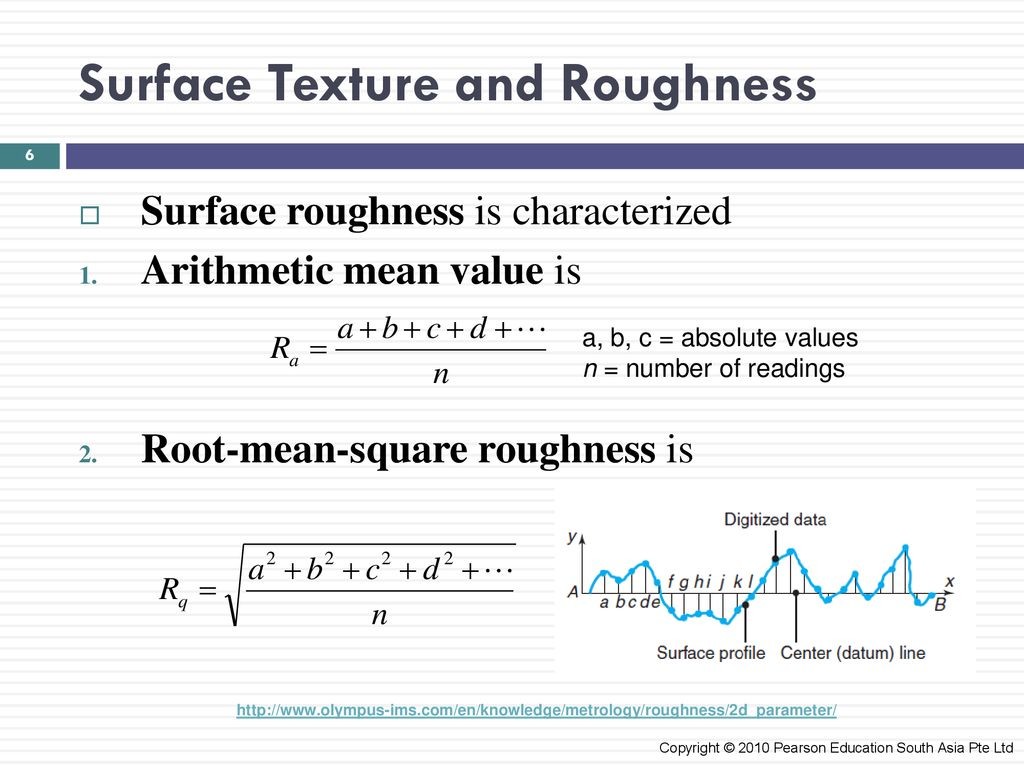 Surface Texture and Roughness
6
Surface roughness is characterized
1. Arithmetic mean value is
Rₐ = (a + b + c + d + ⋯) / n
a, b, c = absolute values
n = number of readings
2. Root-mean-square roughness is
R_q = √((a² + b² + c² + d² + ⋯) / n)
Digitized data
y
A
a b c d e
f g h i j k l
x
B
Surface profile
Center (datum) line
http://www.olympus-ims.com/en/knowledge/metrology/roughness/2d_parameter/
Copyright © 2010 Pearson Education South Asia Pte Ltd